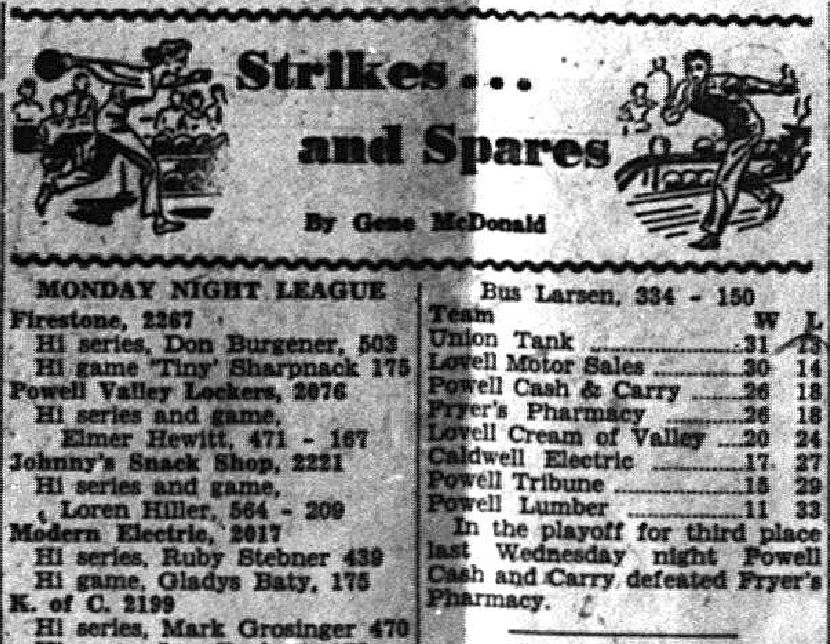 Strikes...
and Spares
By Gene McDonald
MONDAY NIGHT LEAGUE
Firestone, 2267
Hi series, Don Burgener, 503
Hi game 'Tiny' Sharpnack 175
Powell Valley Lockers, 2076
Hi series and game,
Elmer Hewitt, 471 - 167
Johnny's Snack Shop, 2221
Hi series and game,
Loren Hiller, 564 - 209
Modern Electric, 2017
Hi series, Ruby Stebner 439
Hi game, Gladys Baty, 175
K. of C. 2199
Hi series, Mark Grosinger 470
Bus Larsen, 334 - 150
Team W L
Union Tank 31 13
Lovell Motor Sales 30 14
Powell Cash & Carry 26 18
Fryer's Pharmacy 26 18
Lovell Cream of Valley 20 24
Caldwell Electric 17 27
Powell Tribune 15 29
Powell Lumber 11 33
In the playoff for third place
last Wednesday night Powell
Cash and Carry defeated Fryer's
Pharmacy.